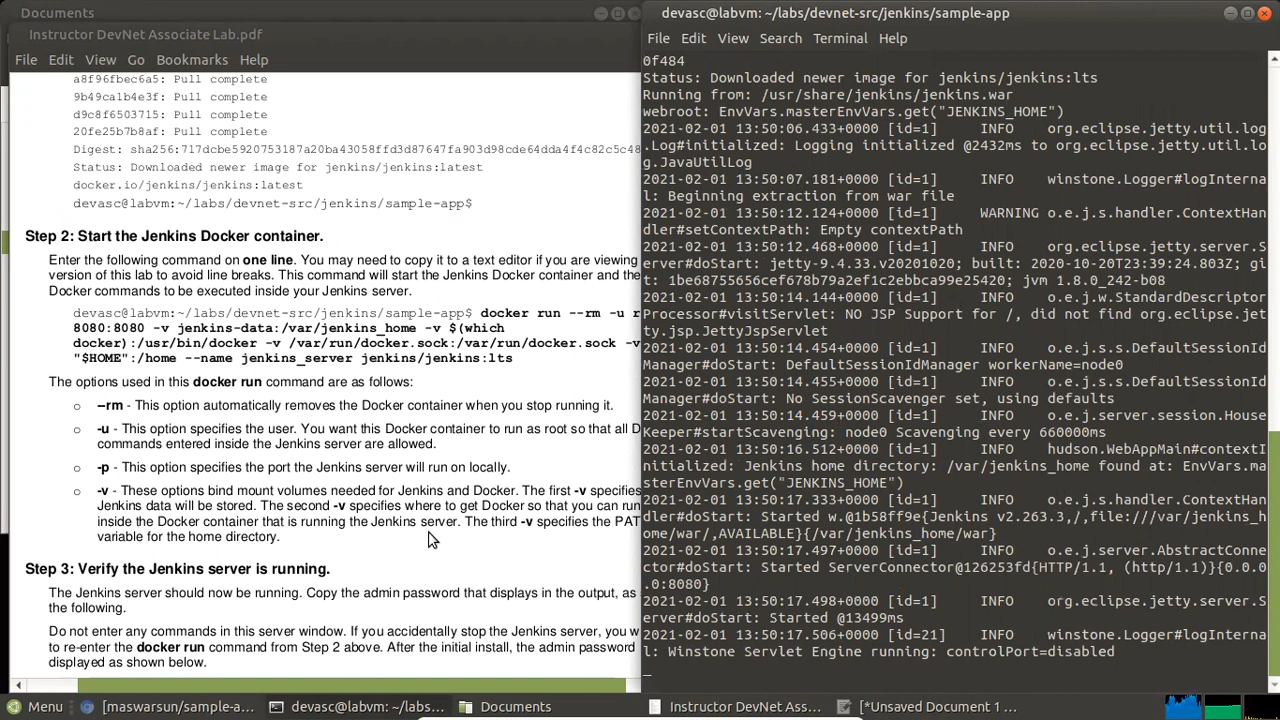 Documents
Instructor DevNet Associate Lab.pdf
File Edit View Go Bookmarks Help
a8f96fbec6a5: Pull complete
9b49ca1b4e3f: Pull complete
d9c8f6503715: Pull complete
20fe25b7b8af: Pull complete
Digest: sha256:717dcbe5920753187a20ba43058ffd3d87647fa903d98cde64dda4f4c82c5c48
Status: Downloaded newer image for jenkins/jenkins:latest
docker.io/jenkins/jenkins:latest
devasc@labvm:~/labs/devnet-src/jenkins/sample-app$
Step 2: Start the Jenkins Docker container.
Enter the following command on one line. You may need to copy it to a text editor if you are viewing
version of this lab to avoid line breaks. This command will start the Jenkins Docker container and the
Docker commands to be executed inside your Jenkins server.
devasc@labvm:~/labs/devnet-src/jenkins/sample-app$ docker run --rm -u r
8080:8080 -v jenkins-data:/var/jenkins_home -v $(which
docker):/usr/bin/docker -v /var/run/docker.sock:/var/run/docker.sock -v
"$HOME":/home --name jenkins_server jenkins/jenkins:lts
The options used in this docker run command are as follows:
○ --rm - This option automatically removes the Docker container when you stop running it.
○ -u - This option specifies the user. You want this Docker container to run as root so that all D
commands entered inside the Jenkins server are allowed.
○ -p - This option specifies the port the Jenkins server will run on locally.
○ -v - These options bind mount volumes needed for Jenkins and Docker. The first -v specifies
Jenkins data will be stored. The second -v specifies where to get Docker so that you can run
inside the Docker container that is running the Jenkins server. The third -v specifies the PAT
variable for the home directory.
Step 3: Verify the Jenkins server is running.
The Jenkins server should now be running. Copy the admin password that displays in the output, as
the following.
Do not enter any commands in this server window. If you accidentally stop the Jenkins server, you w
to re-enter the docker run command from Step 2 above. After the initial install, the admin password
displayed as shown below.
devasc@labvm: ~/labs/devnet-src/jenkins/sample-app
File Edit View Search Terminal Help
0f484
Status: Downloaded newer image for jenkins/jenkins:lts
Running from: /usr/share/jenkins/jenkins.war
webroot: EnvVars.masterEnvVars.get("JENKINS_HOME")
2021-02-01 13:50:06.433+0000 [id=1] INFO org.eclipse.jetty.util.log
.Log#initialized: Logging initialized @2432ms to org.eclipse.jetty.util.lo
g.JavaUtilLog
2021-02-01 13:50:07.181+0000 [id=1] INFO winstone.Logger#logInterna
l: Beginning extraction from war file
2021-02-01 13:50:12.124+0000 [id=1] WARNING o.e.j.s.handler.ContextHan
dler#setContextPath: Empty contextPath
2021-02-01 13:50:12.468+0000 [id=1] INFO org.eclipse.jetty.server.S
erver#doStart: jetty-9.4.33.v20201020; built: 2020-10-20T23:39:24.803Z; gi
t: 1be68755656cef678b79a2ef1c2ebbca99e25420; jvm 1.8.0_242-b08
2021-02-01 13:50:14.144+0000 [id=1] INFO o.e.j.w.StandardDescriptor
Processor#visitServlet: NO JSP Support for /, did not find org.eclipse.jet
ty.jsp.JettyJspServlet
2021-02-01 13:50:14.454+0000 [id=1] INFO o.e.j.s.s.DefaultSessionId
Manager#doStart: DefaultSessionIdManager workerName=node0
2021-02-01 13:50:14.455+0000 [id=1] INFO o.e.j.s.s.DefaultSessionId
Manager#doStart: No SessionScavenger set, using defaults
2021-02-01 13:50:14.459+0000 [id=1] INFO o.e.j.server.session.House
Keeper#startScavenging: node0 Scavenging every 660000ms
2021-02-01 13:50:16.512+0000 [id=1] INFO hudson.WebAppMain#contextI
nitialized: Jenkins home directory: /var/jenkins_home found at: EnvVars.ma
sterEnvVars.get("JENKINS_HOME")
2021-02-01 13:50:17.333+0000 [id=1] INFO o.e.j.s.handler.ContextHan
dler#doStart: Started w.@1b58ff9e{Jenkins v2.263.3,/,file:///var/jenkins_h
ome/war/,AVAILABLE}{/var/jenkins_home/war}
2021-02-01 13:50:17.497+0000 [id=1] INFO o.e.j.server.AbstractConne
ctor#doStart: Started ServerConnector@126253fd{HTTP/1.1, (http/1.1)}{0.0.0
.0:8080}
2021-02-01 13:50:17.498+0000 [id=1] INFO org.eclipse.jetty.server.S
erver#doStart: Started @13499ms
2021-02-01 13:50:17.506+0000 [id=21] INFO winstone.Logger#logInterna
l: Winstone Servlet Engine running: controlPort=disabled
Menu [maswarsun/sample-a... devasc@labvm: ~/labs... Documents Instructor DevNet Asso... [*Unsaved Document 1 ...